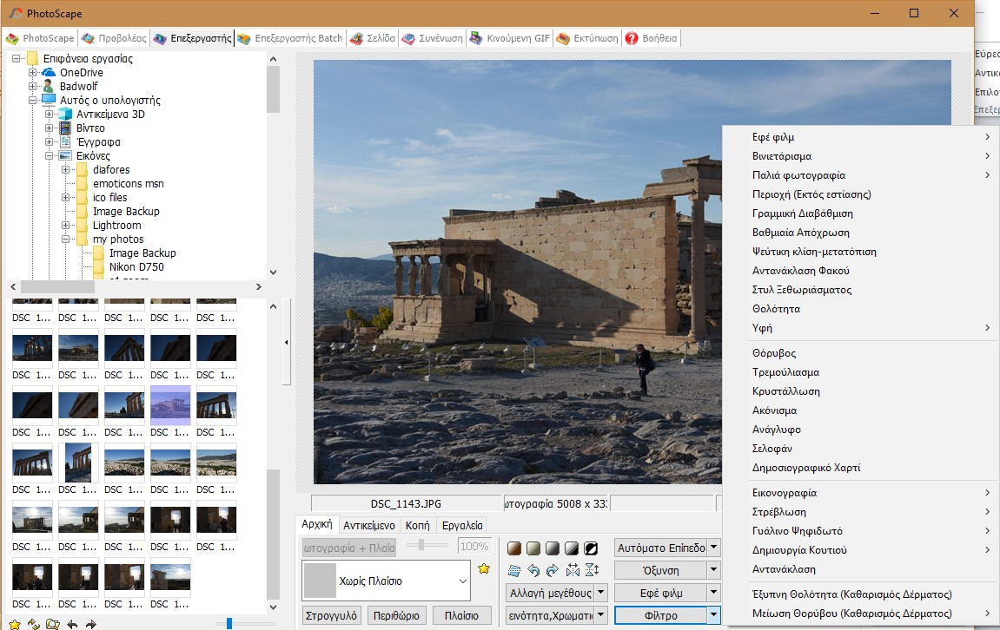 PhotoScape
PhotoScape Προβολέας Επεξεργαστής Επεξεργαστής Batch Σελίδα Συνένωση Κινούμενη GIF Εκτύπωση Βοήθεια
Επιφάνεια εργασίας
OneDrive
Badwolf
Αυτός ο υπολογιστής
Αντικείμενα 3D
Βίντεο
Έγγραφα
Εικόνες
diafores
emoticons msn
ico files
Image Backup
Lightroom
my photos
Image Backup
Nikon D750
DSC 1... DSC 1... DSC 1... DSC 1... DSC 1...
DSC 1... DSC 1... DSC 1... DSC 1... DSC 1...
DSC 1... DSC 1... DSC 1... DSC 1... DSC 1...
DSC 1... DSC 1... DSC 1... DSC 1... DSC 1...
DSC 1... DSC 1... DSC 1... DSC 1... DSC 1...
DSC 1... DSC 1... DSC 1... DSC 1...
DSC_1143.JPG
ωτογραφία 5008 x 33
Αρχική Αντικείμενο Κοπή Εργαλεία
ωτογραφία + Πλαίσ 100%
Χωρίς Πλαίσιο
Στρογγυλό Περιθώριο Πλαίσιο
Αυτόματο Επίπεδο
Όξυνση
Αλλαγή μεγέθους Εφέ φιλμ
εινότητα,Χρωματι Φίλτρο
Εφέ φιλμ
Βινιετάρισμα
Παλιά φωτογραφία
Περιοχή (Εκτός εστίασης)
Γραμμική Διαβάθμιση
Βαθμιαία Απόχρωση
Ψεύτικη κλίση-μετατόπιση
Αντανάκλαση Φακού
Στυλ Ξεθωριάσματος
Θολότητα
Υφή
Θόρυβος
Τρεμούλιασμα
Κρυστάλλωση
Ακόνισμα
Ανάγλυφο
Σελοφάν
Δημοσιογραφικό Χαρτί
Εικονογραφία
Στρέβλωση
Γυάλινο Ψηφιδωτό
Δημιουργία Κουτιού
Αντανάκλαση
Έξυπνη Θολότητα (Καθαρισμός Δέρματος)
Μείωση Θορύβου (Καθαρισμός Δέρματος)
Εύρεσ
Αντικ
Επιλο
Επεξερ